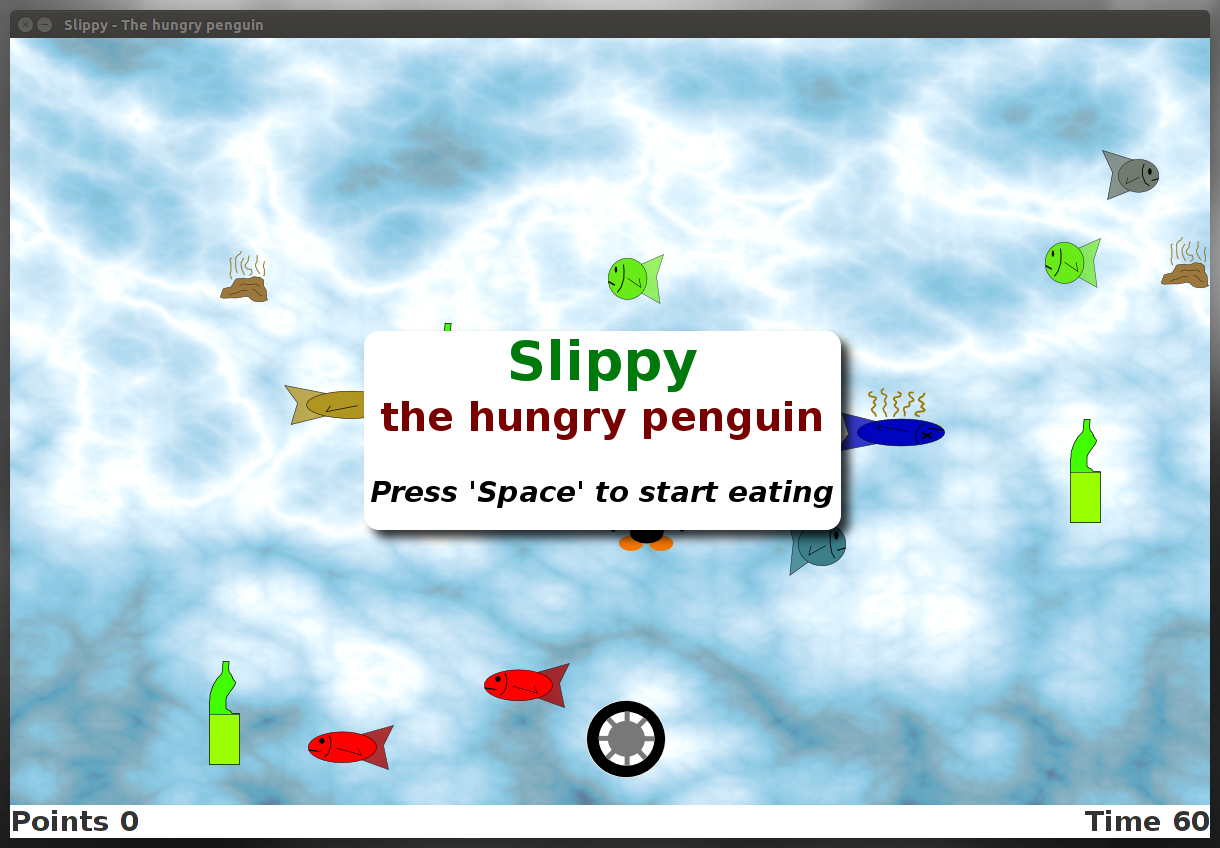 Slippy - The hungry penguin
Slippy
the hungry penguin
Press 'Space' to start eating
Points 0
Time 60